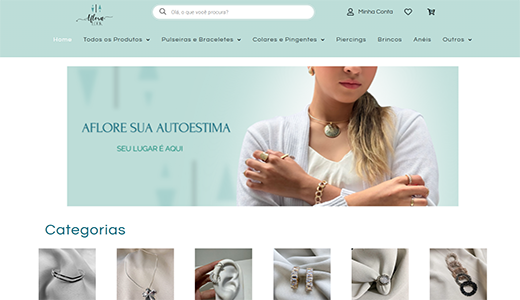 Aflore
Olá, o que você procura?
Minha Conta
Home Todos os Produtos Pulseiras e Braceletes Colares e Pingentes Piercings Brincos Anéis Outros
AFLORE SUA AUTOESTIMA
SEU LUGAR É AQUI
Categorias